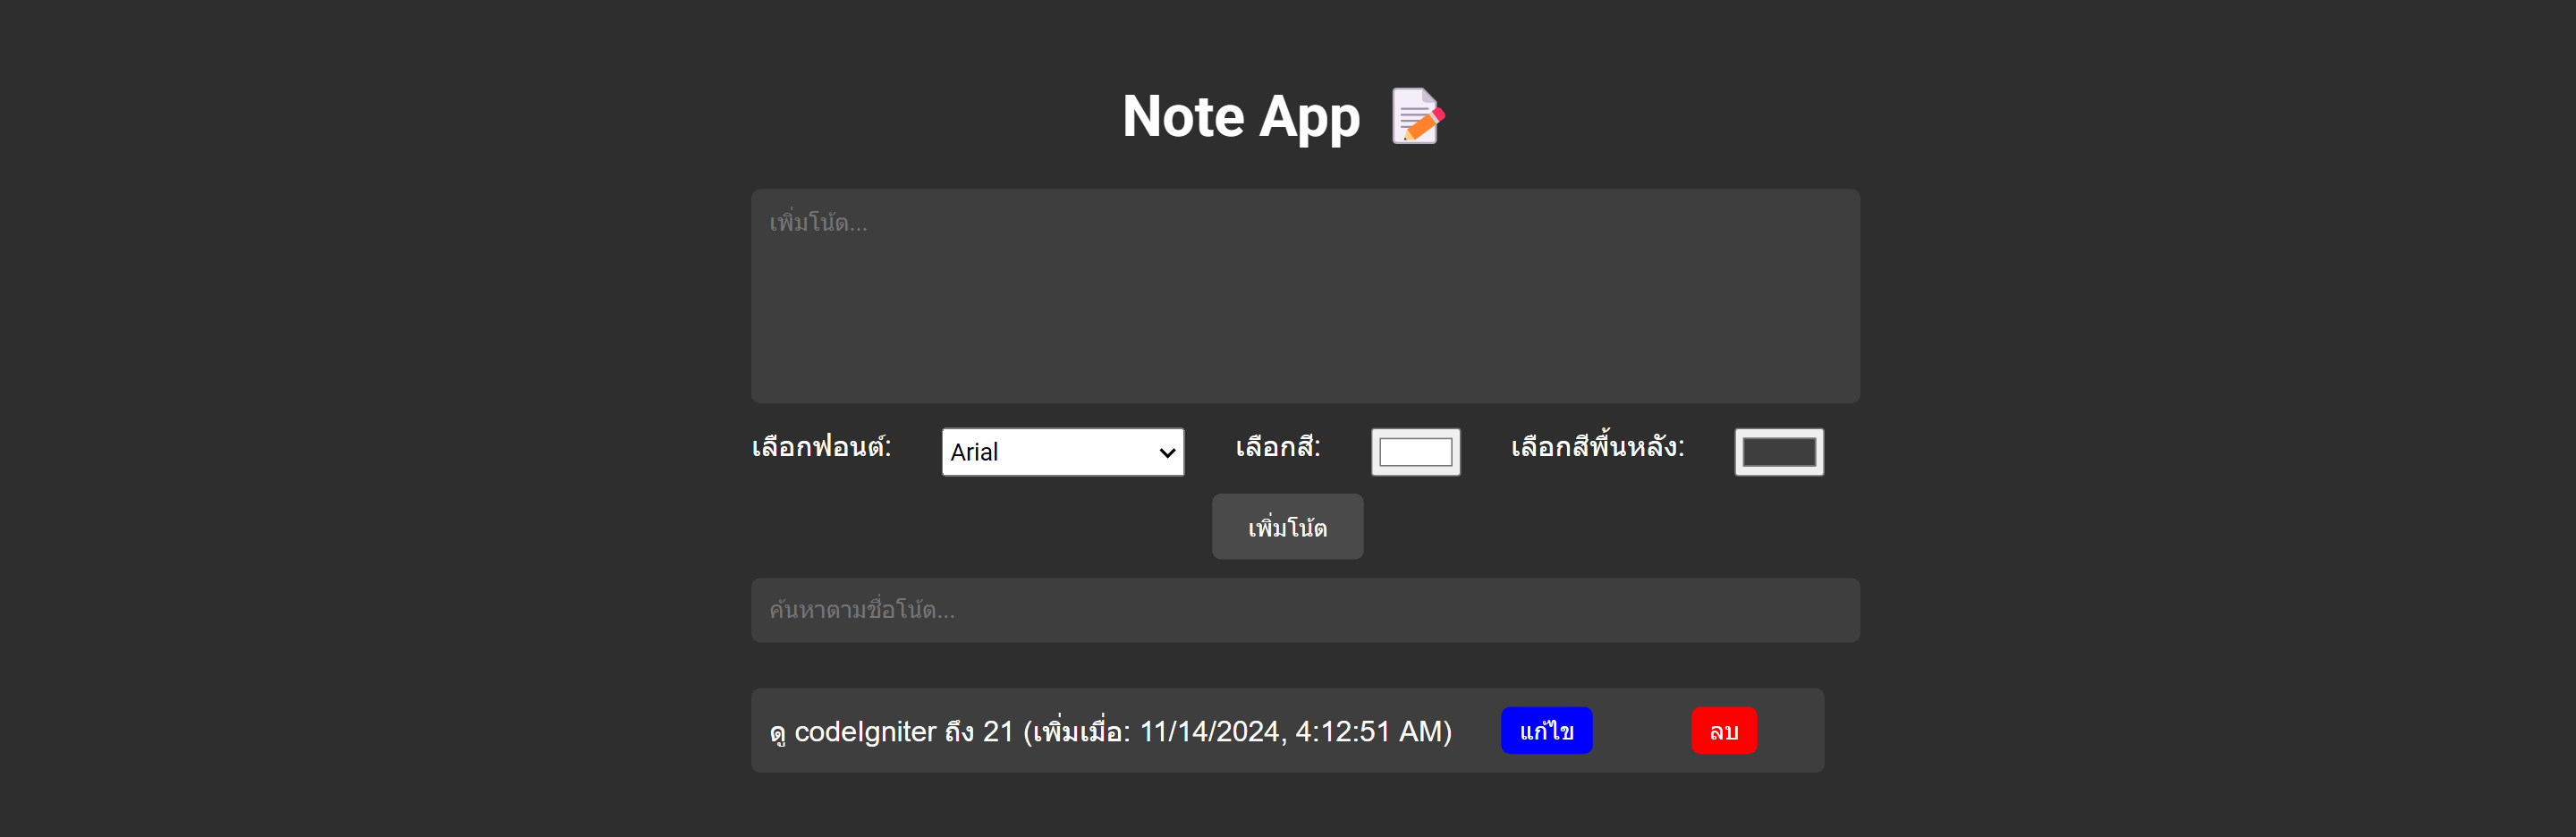 Note App 📝
เพิ่มโน้ต...
เลือกฟอนต์: Arial เลือกสี: เลือกสีพื้นหลัง:
เพิ่มโน้ต
ค้นหาตามชื่อโน้ต...
ดู codeIgniter ถึง 21 (เพิ่มเมื่อ: 11/14/2024, 4:12:51 AM) แก้ไข ลบ